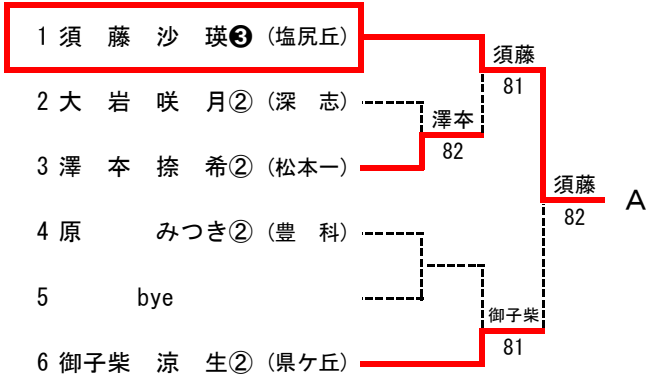 1 須 藤 沙 瑛❸ (塩尻丘)
須藤
81
2 大 岩 咲 月② (深 志)
澤本
82
3 澤 本 捺 希② (松本一)
須藤
82
A
4 原 みつき② (豊 科)
5 bye
御子柴
81
6 御子柴 涼 生② (県ケ丘)